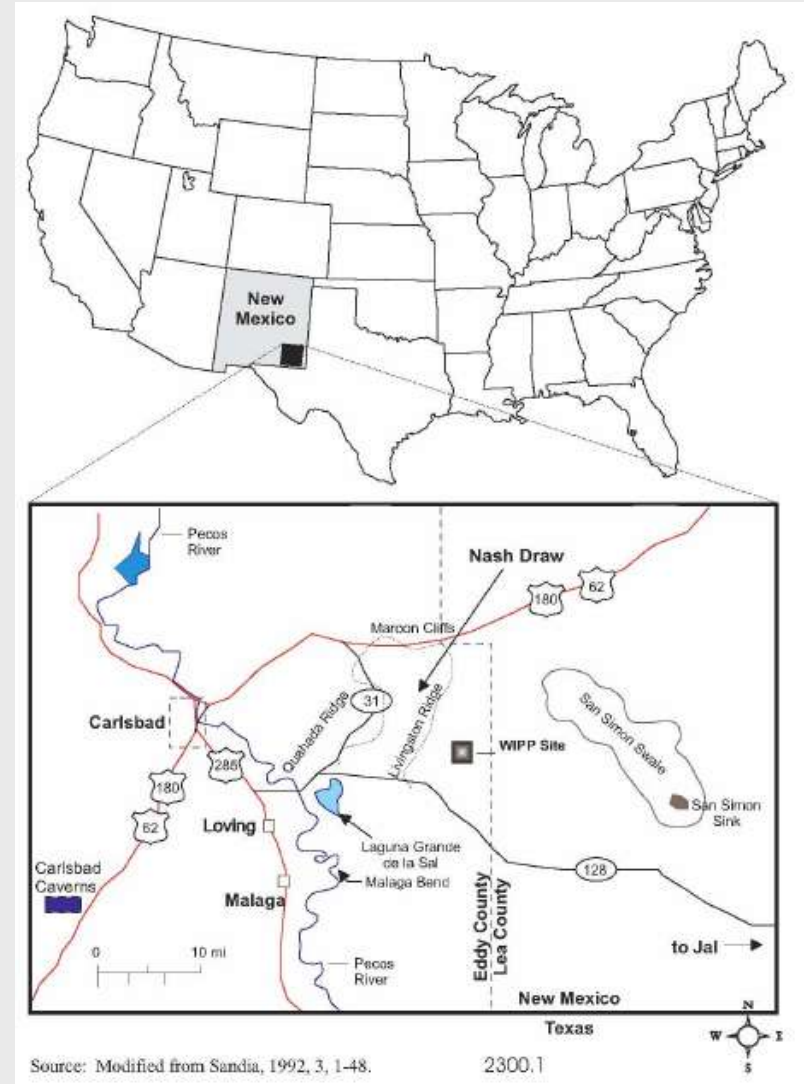 New
Mexico
Pecos
River
Nash Draw
180
62
Maroon Cliffs
31
Quahada Ridge
Livingston Ridge
San Simon Swale
Carlsbad
WIPP Site
285
180
62
San Simon
Sink
Loving
Laguna Grande
de la Sal
Malaga Bend
128
Carlsbad
Caverns
Malaga
Eddy County
Lea County
0 10 mi
to Jal
Pecos
River
New Mexico
Texas
N
W E
S
Source: Modified from Sandia, 1992, 3, 1-48.
2300.1